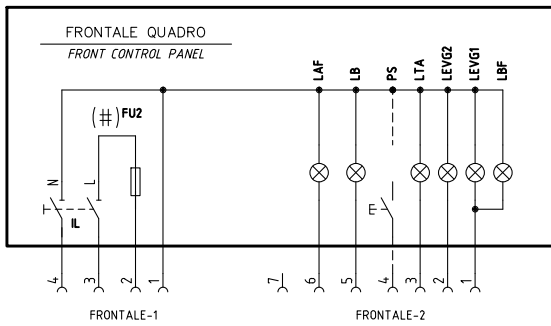 FRONTALE QUADRO
FRONT CONTROL PANEL
LAF LB PS LTA LEVG2 LEVG1 LBF
(#) FU2
N L
IL
4 3 2 1 7 6 5 4 3 2 1
FRONTALE-1 FRONTALE-2